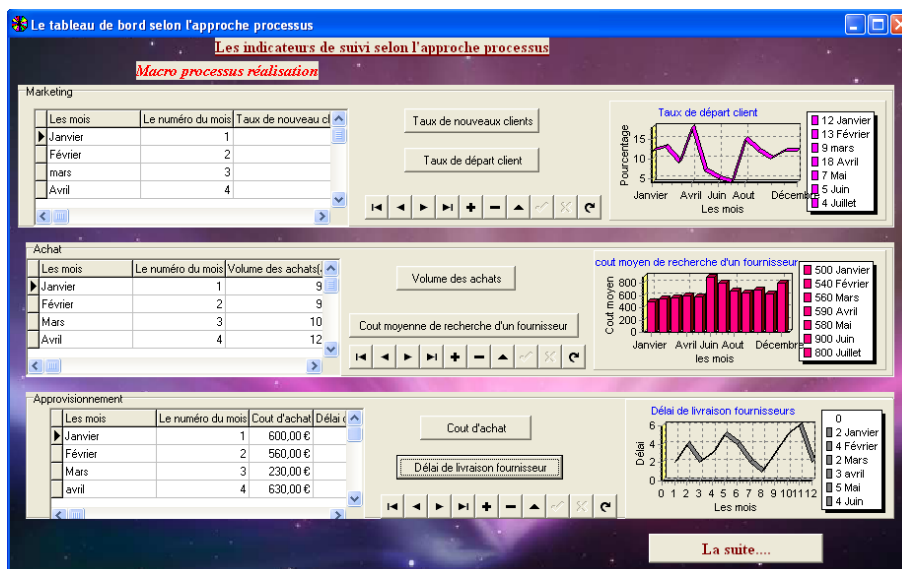 Le tableau de bord selon l'approche processus
Les indicateurs de suivi selon l'approche processus
Macro processus réalisation
Marketing
Les mois Le numéro du mois Taux de nouveau cl
Janvier 1
Février 2
mars 3
Avril 4
Taux de nouveaux clients
Taux de départ client
Taux de départ client
Pourcentage
15
10
5
Janvier Avril Juin Aout Décembre
Les mois
12 Janvier
13 Février
9 mars
18 Avril
7 Mai
5 Juin
4 Juillet
Achat
Les mois Le numéro du mois Volume des achats(
Janvier 1 9
Février 2 9
Mars 3 10
Avril 4 12
Volume des achats
Cout moyenne de recherche d'un fournisseur
cout moyen de recherche d'un fournisseur
Cout moyen
800
600
400
200
0
Janvier Avril Juin Aout Décembre
les mois
500 Janvier
540 Février
560 Mars
590 Avril
580 Mai
900 Juin
800 Juillet
Approvisionnement
Les mois Le numéro du mois Cout d'achat Délai
Janvier 1 600,00 €
Février 2 560,00 €
Mars 3 230,00 €
avril 4 630,00 €
Cout d'achat
Délai de livraison fournisseur
Délai de livraison fournisseurs
Délai
6
4
2
0
0 1 2 3 4 5 6 7 8 9 10 11 12
Les mois
0
2 Janvier
4 Février
2 Mars
3 avril
5 Mai
4 Juin
La suite....